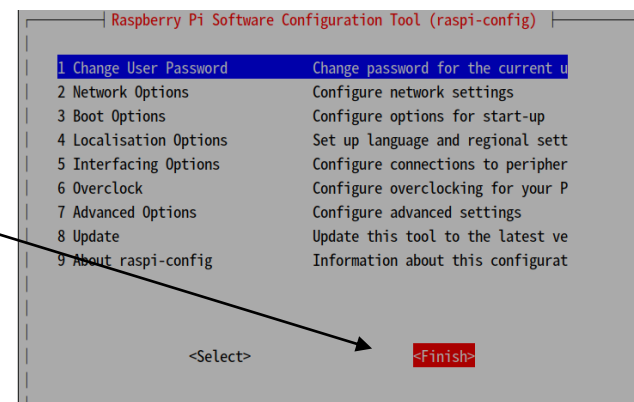 Raspberry Pi Software Configuration Tool (raspi-config)
1 Change User Password Change password for the current u
2 Network Options Configure network settings
3 Boot Options Configure options for start-up
4 Localisation Options Set up language and regional sett
5 Interfacing Options Configure connections to peripher
6 Overclock Configure overclocking for your P
7 Advanced Options Configure advanced settings
8 Update Update this tool to the latest ve
9 About raspi-config Information about this configurat
<Select> <Finish>